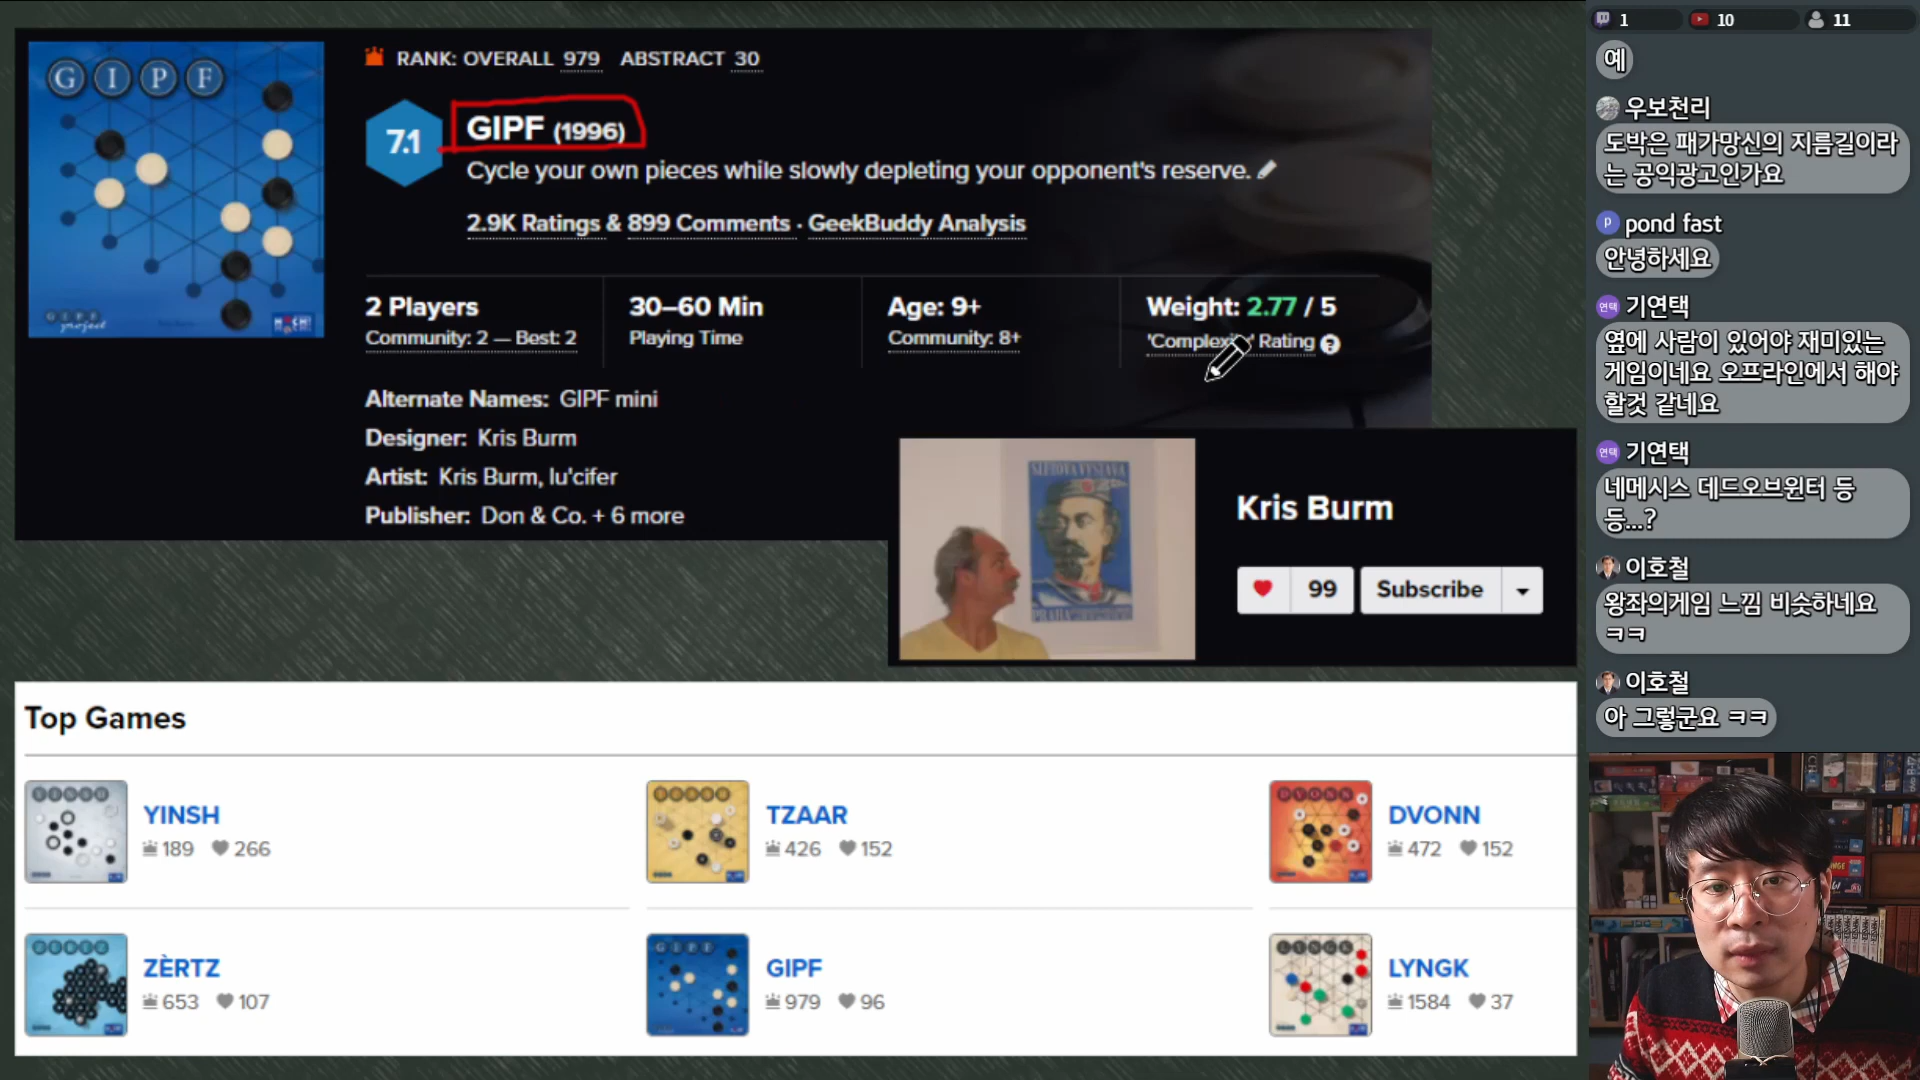 G I P F
GIPF
project
RANK: OVERALL 979 ABSTRACT 30
7.1
GIPF (1996)
Cycle your own pieces while slowly depleting your opponent's reserve.
2.9K Ratings & 899 Comments · GeekBuddy Analysis
2 Players
Community: 2 — Best: 2
30–60 Min
Playing Time
Age: 9+
Community: 8+
Weight: 2.77 / 5
Rating ?
Alternate Names: GIPF mini
Designer: Kris Burm
Artist: Kris Burm, lu'cifer
Publisher: Don & Co. + 6 more
PRAHA
Kris Burm
99
Subscribe
Top Games
YINSH
189 266
TZAAR
426 152
DVONN
DVONN
472 152
ZÈRTZ
653 107
GIPF
GIPF
979 96
LYNGK
LYNGK
1584 37
1 10 11
예
우보천리
도박은 패가망신의 지름길이라
는 공익광고인가요
P pond fast
안녕하세요
연택 기연택
옆에 사람이 있어야 재미있는
게임이네요 오프라인에서 해야
할것 같네요
연택 기연택
네메시스 데드오브윈터 등
등...?
이호철
왕좌의게임 느낌 비슷하네요
ㅋㅋ
이호철
아 그렇군요 ㅋㅋ